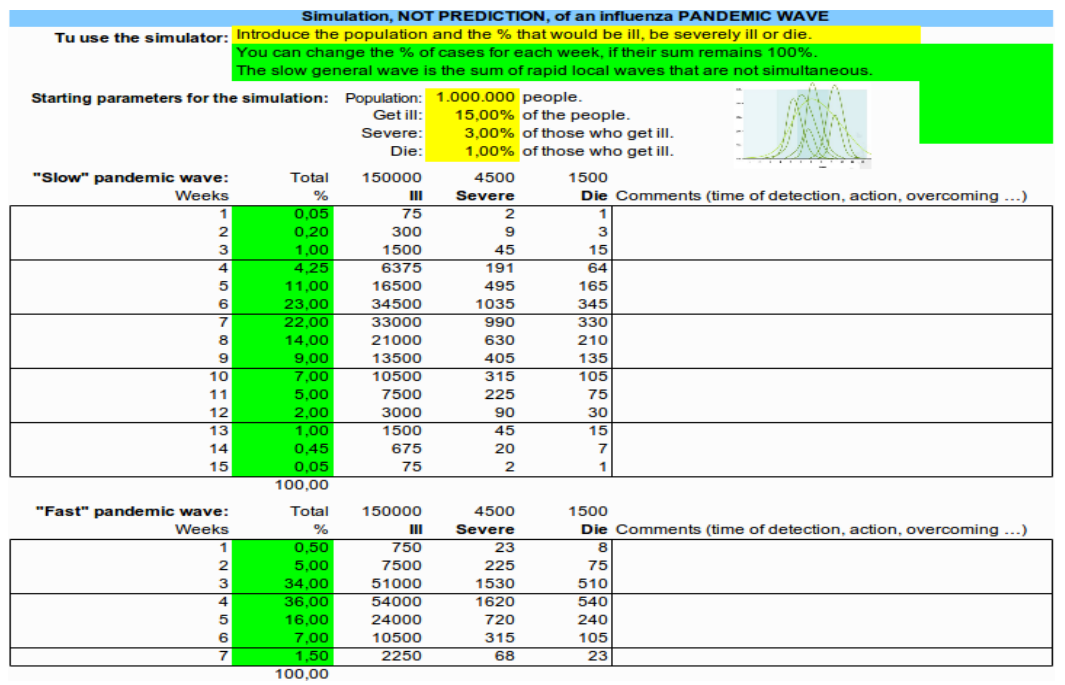 Simulation, NOT PREDICTION, of an influenza PANDEMIC WAVE
Tu use the simulator: Introduce the population and the % that would be ill, be severely ill or die.
You can change the % of cases for each week, if their sum remains 100%.
The slow general wave is the sum of rapid local waves that are not simultaneous.
Starting parameters for the simulation: Population: 1.000.000 people.
Get ill: 15,00% of the people.
Severe: 3,00% of those who get ill.
Die: 1,00% of those who get ill.
"Slow" pandemic wave: Total 150000 4500 1500
Weeks % Ill Severe Die Comments (time of detection, action, overcoming ...)
1 0,05 75 2 1
2 0,20 300 9 3
3 1,00 1500 45 15
4 4,25 6375 191 64
5 11,00 16500 495 165
6 23,00 34500 1035 345
7 22,00 33000 990 330
8 14,00 21000 630 210
9 9,00 13500 405 135
10 7,00 10500 315 105
11 5,00 7500 225 75
12 2,00 3000 90 30
13 1,00 1500 45 15
14 0,45 675 20 7
15 0,05 75 2 1
100,00
"Fast" pandemic wave: Total 150000 4500 1500
Weeks % Ill Severe Die Comments (time of detection, action, overcoming ...)
1 0,50 750 23 8
2 5,00 7500 225 75
3 34,00 51000 1530 510
4 36,00 54000 1620 540
5 16,00 24000 720 240
6 7,00 10500 315 105
7 1,50 2250 68 23
100,00